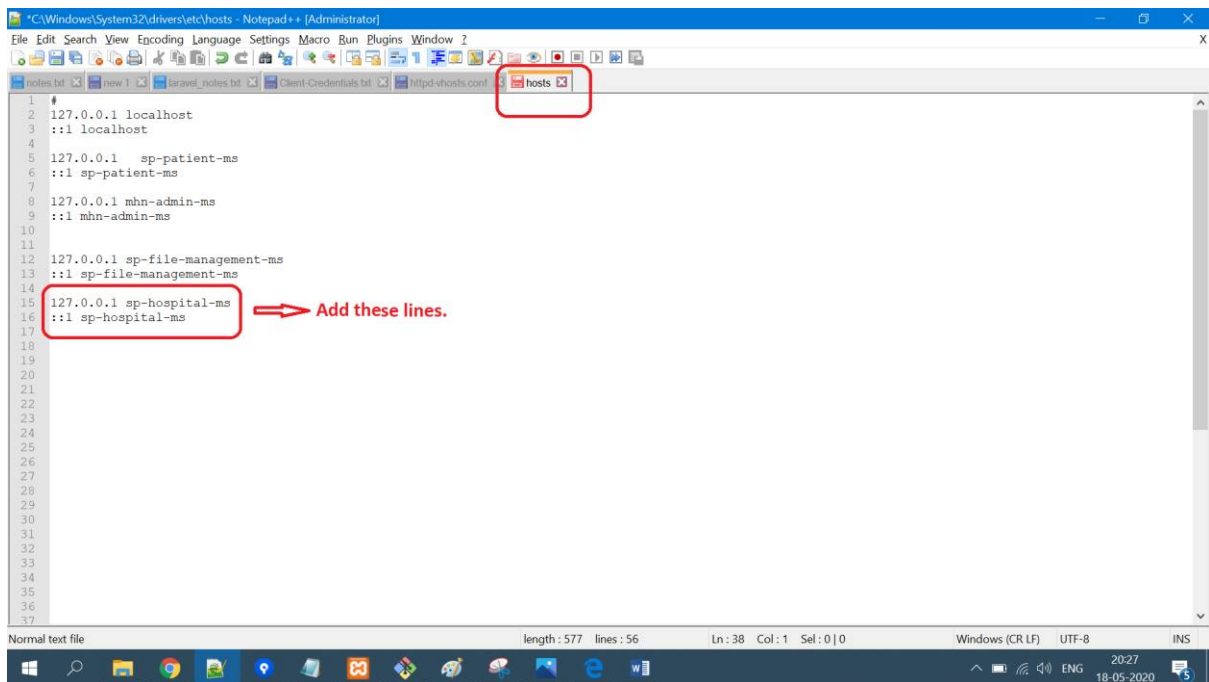 *C:\Windows\System32\drivers\etc\hosts - Notepad++ [Administrator]
File Edit Search View Encoding Language Settings Macro Run Plugins Window ? X
notes.txt new 1 laravel_notes.txt Client-Credentials.txt httpd-vhosts.conf hosts
1 #
2 127.0.0.1 localhost
3 ::1 localhost
4
5 127.0.0.1   sp-patient-ms
6 ::1 sp-patient-ms
7
8 127.0.0.1 mhn-admin-ms
9 ::1 mhn-admin-ms
10
11
12 127.0.0.1 sp-file-management-ms
13 ::1 sp-file-management-ms
14
15 127.0.0.1 sp-hospital-ms
16 ::1 sp-hospital-ms
Add these lines.
17
18
19
20
21
22
23
24
25
26
27
28
29
30
31
32
33
34
35
36
37
Normal text file length : 577 lines : 56 Ln : 38 Col : 1 Sel : 0 | 0 Windows (CR LF) UTF-8 INS
ENG 20:27
18-05-2020 5